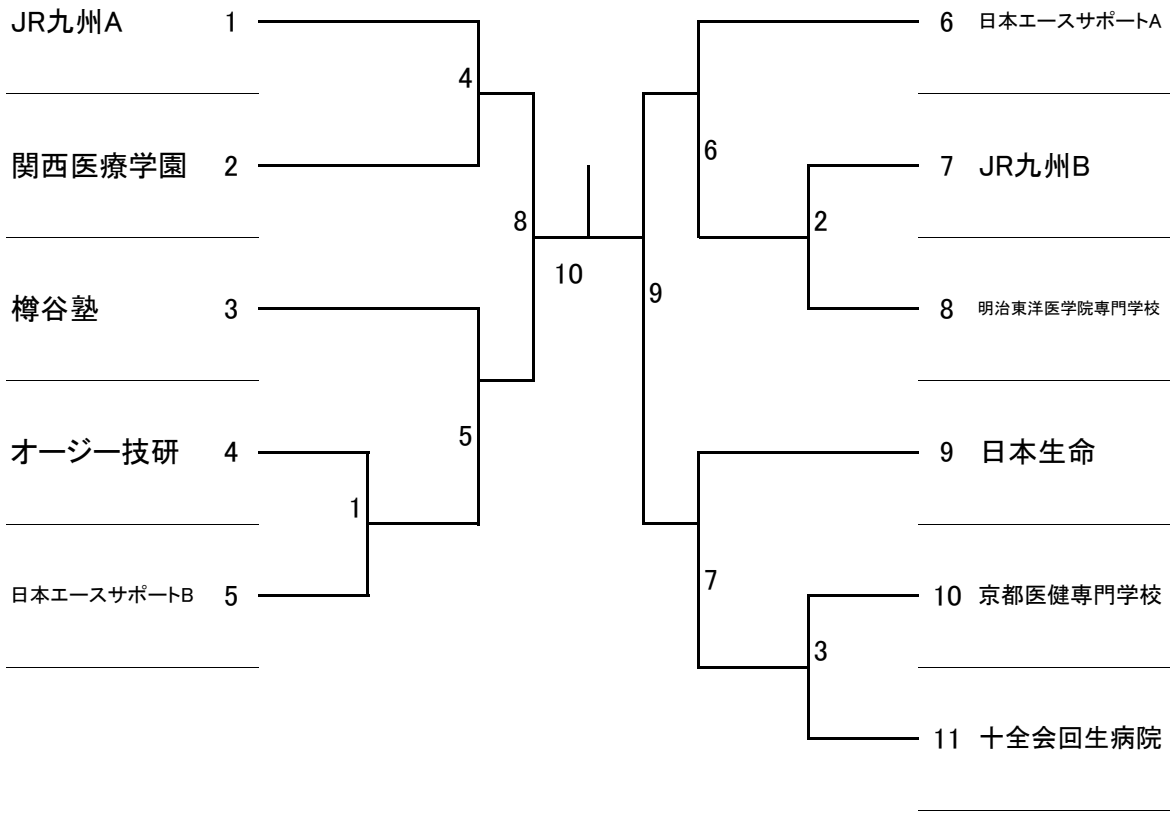 JR九州A 1
関西医療学園 2
樽谷塾 3
オージー技研 4
日本エースサポートB 5
4
8
5
1
10
6
2
9
7
3
6 日本エースサポートA
7 JR九州B
8 明治東洋医学院専門学校
9 日本生命
10 京都医健専門学校
11 十全会回生病院